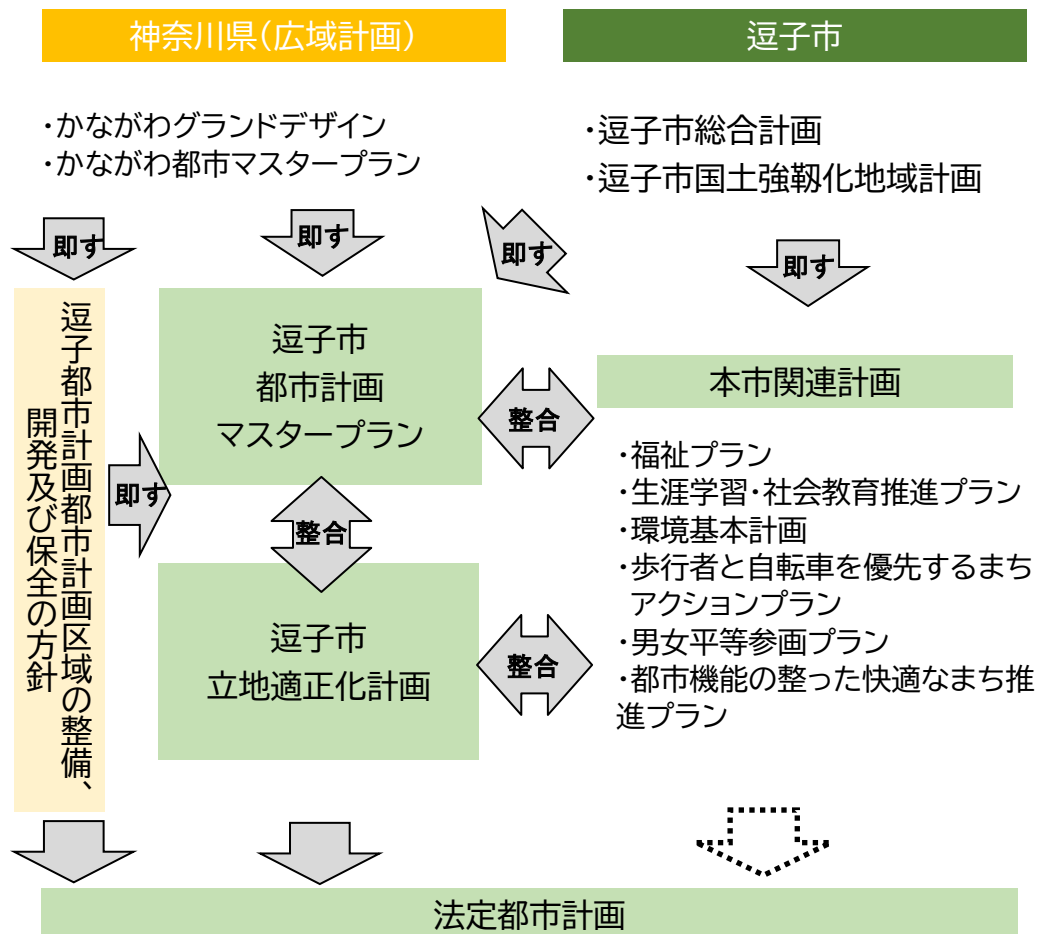 神奈川県（広域計画）
逗子市
・かながわグランドデザイン
・かながわ都市マスタープラン
・逗子市総合計画
・逗子市国土強靱化地域計画
即す
即す
即す
即す
逗子都市計画都市計画区域の整備、
開発及び保全の方針
即す
逗子市
都市計画
マスタープラン
整合
本市関連計画
整合
・福祉プラン
・生涯学習・社会教育推進プラン
・環境基本計画
・歩行者と自転車を優先するまち
アクションプラン
・男女平等参画プラン
・都市機能の整った快適なまち推
進プラン
逗子市
立地適正化計画
整合
法定都市計画